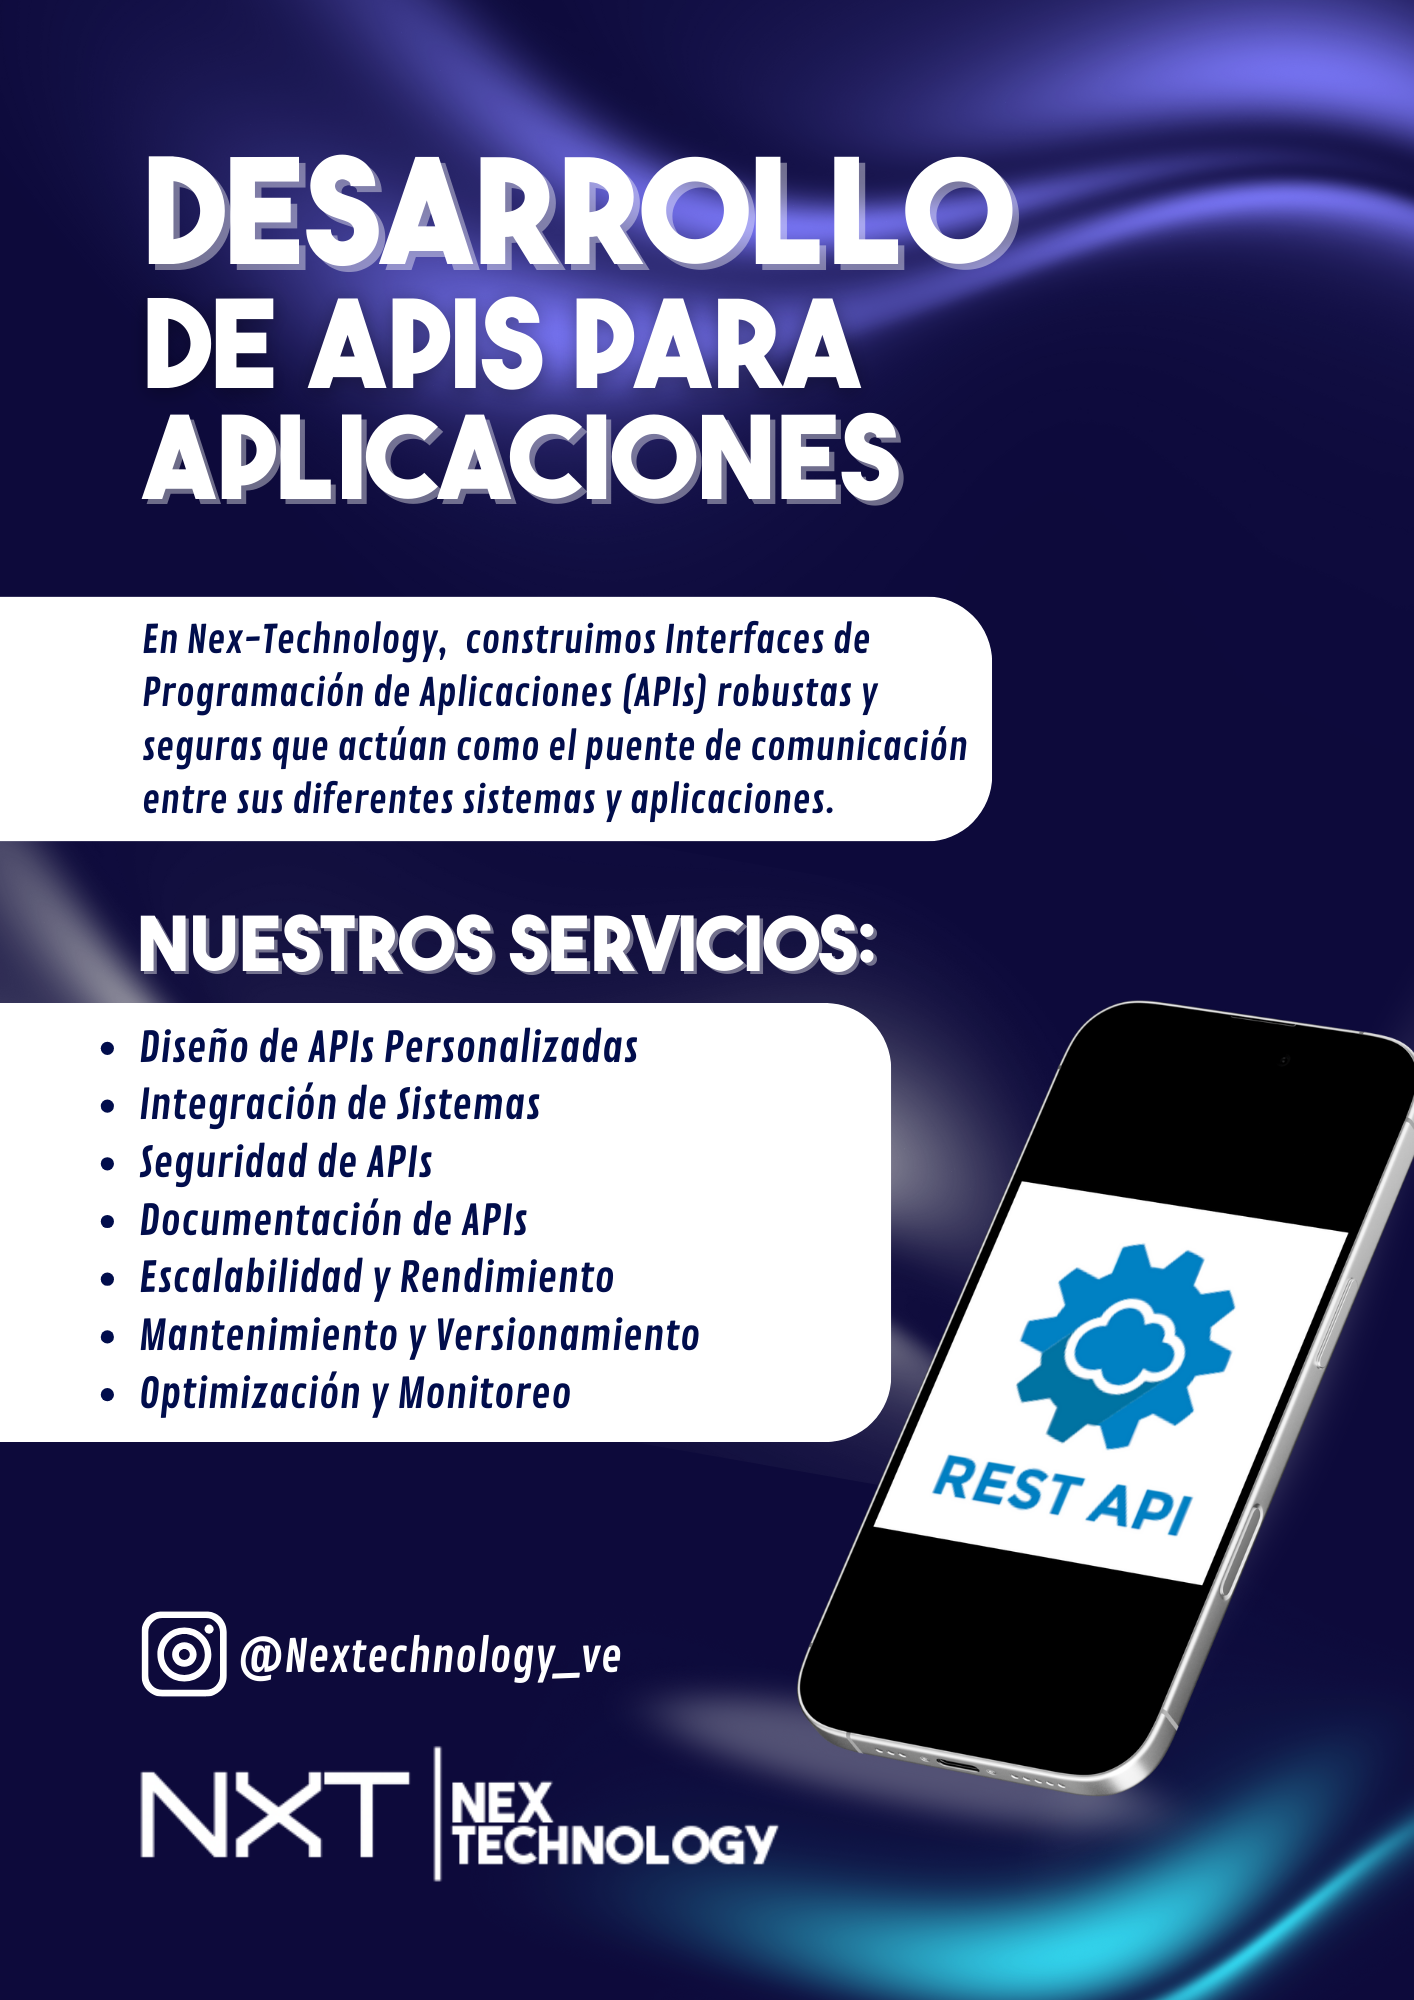 DESARROLLO
DE APIS PARA
APLICACIONES
En Nex-Technology,  construimos Interfaces de
Programación de Aplicaciones (APIs) robustas y
seguras que actúan como el puente de comunicación
entre sus diferentes sistemas y aplicaciones.
NUESTROS SERVICIOS:
• Diseño de APIs Personalizadas
• Integración de Sistemas
• Seguridad de APIs
• Documentación de APIs
• Escalabilidad y Rendimiento
• Mantenimiento y Versionamiento
• Optimización y Monitoreo
REST API
@Nextechnology_ve
NXT
NEX
TECHNOLOGY